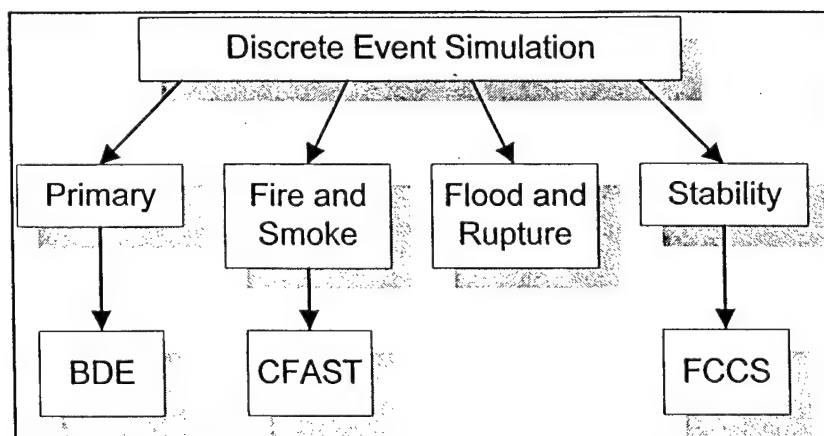 Discrete Event Simulation
Primary
Fire and
Smoke
Flood and
Rupture
Stability
BDE
CFAST
FCCS